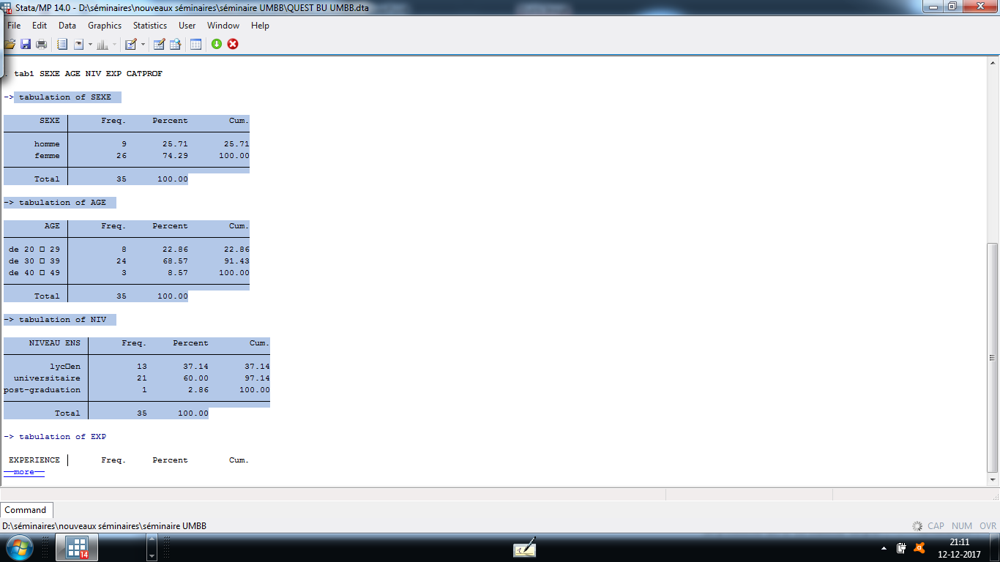 Stata/MP 14.0 - D:\séminaires\nouveaux séminaires\séminaire UMBB\QUEST BU UMBB.dta
File Edit Data Graphics Statistics User Window Help
. tab1 SEXE AGE NIV EXP CATPROF
-> tabulation of SEXE
SEXE Freq. Percent Cum.
homme 9 25.71 25.71
femme 26 74.29 100.00
Total 35 100.00
-> tabulation of AGE
AGE Freq. Percent Cum.
de 20 □ 29 8 22.86 22.86
de 30 □ 39 24 68.57 91.43
de 40 □ 49 3 8.57 100.00
Total 35 100.00
-> tabulation of NIV
NIVEAU ENS Freq. Percent Cum.
lyc□en 13 37.14 37.14
universitaire 21 60.00 97.14
post-graduation 1 2.86 100.00
Total 35 100.00
-> tabulation of EXP
EXPERIENCE Freq. Percent Cum.
—more—
Command
D:\séminaires\nouveaux séminaires\séminaire UMBB CAP NUM OVR
14
21:11
12-12-2017